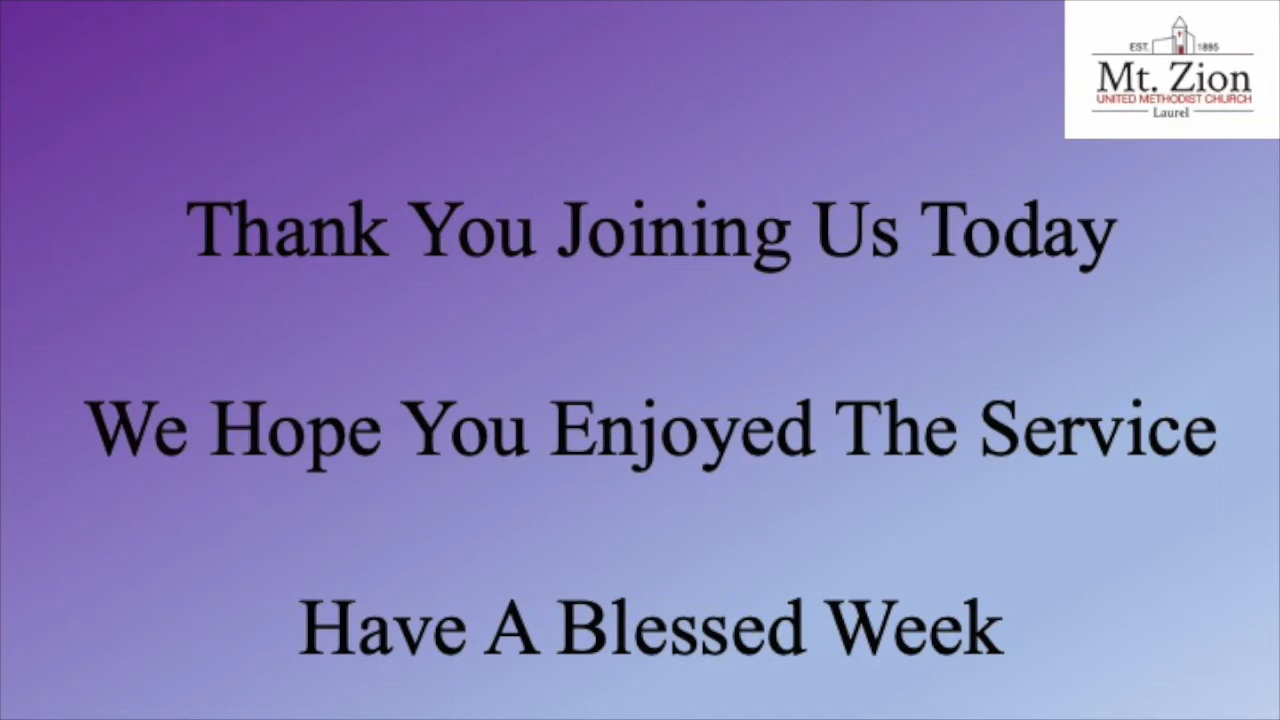 EST. 1895
Mt. Zion
UNITED METHODIST CHURCH
Laurel
Thank You Joining Us Today
We Hope You Enjoyed The Service
Have A Blessed Week